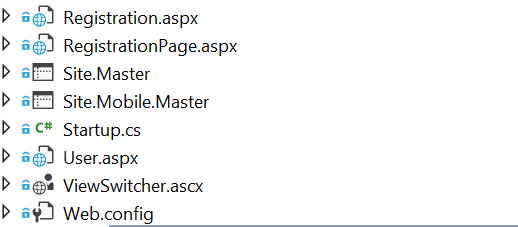 Registration.aspx
RegistrationPage.aspx
Site.Master
Site.Mobile.Master
C# Startup.cs
User.aspx
ViewSwitcher.ascx
Web.config